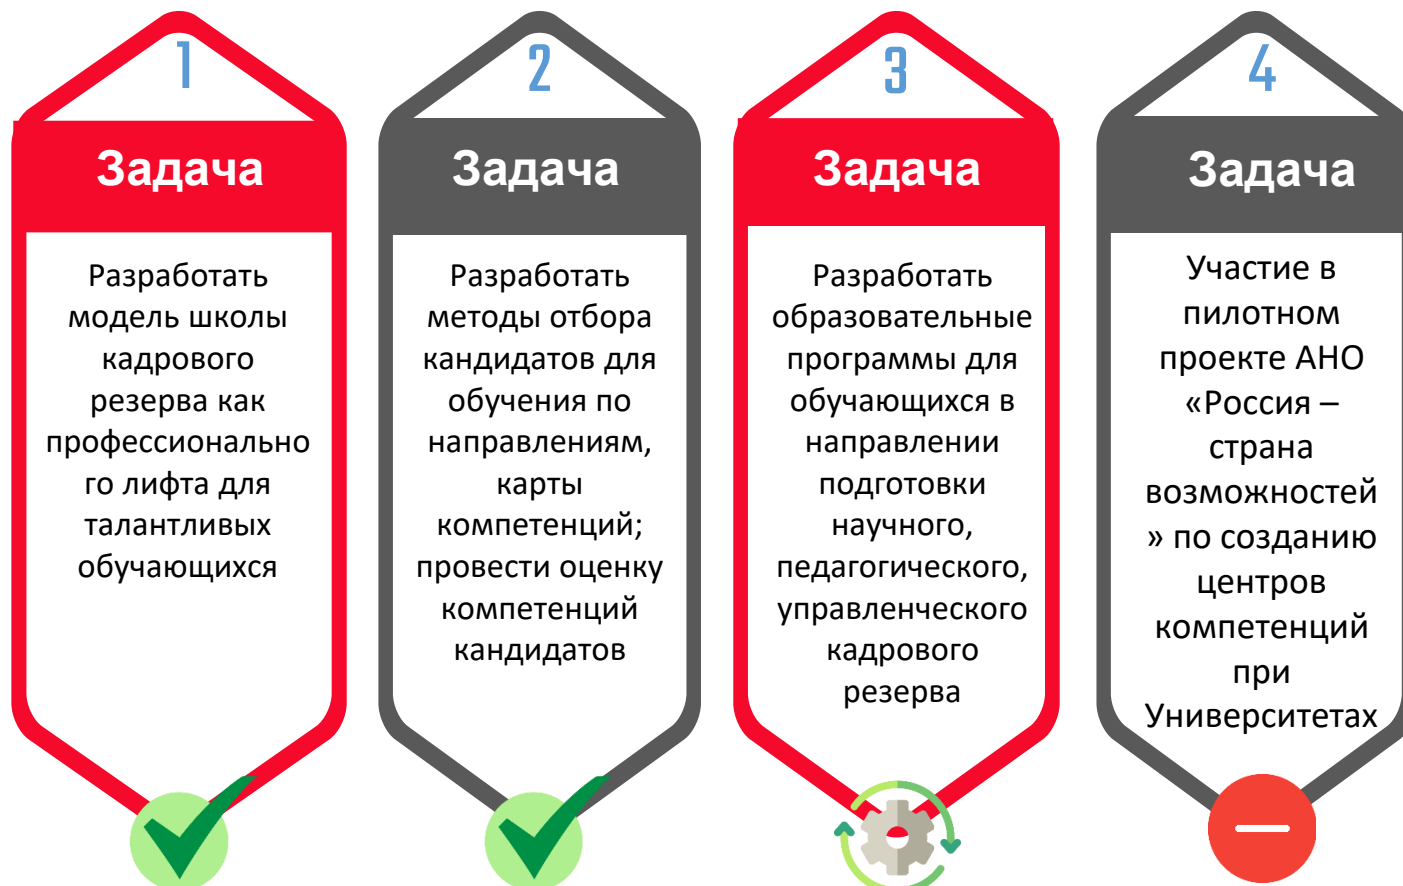 1
Задача
Разработать
модель школы
кадрового
резерва как
профессионально
го лифта для
талантливых
обучающихся
2
Задача
Разработать
методы отбора
кандидатов для
обучения по
направлениям,
карты
компетенций;
провести оценку
компетенций
кандидатов
3
Задача
Разработать
образовательные
программы для
обучающихся в
направлении
подготовки
научного,
педагогического,
управленческого
кадрового
резерва
4
Задача
Участие в
пилотном
проекте АНО
«Россия –
страна
возможностей
» по созданию
центров
компетенций
при
Университетах